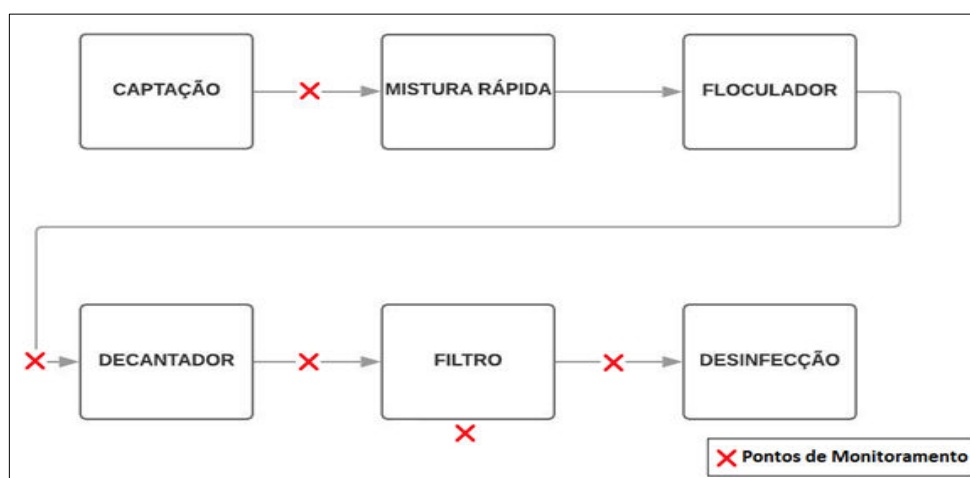 CAPTAÇÃO
MISTURA RÁPIDA
FLOCULADOR
DECANTADOR
FILTRO
DESINFECÇÃO
Pontos de Monitoramento